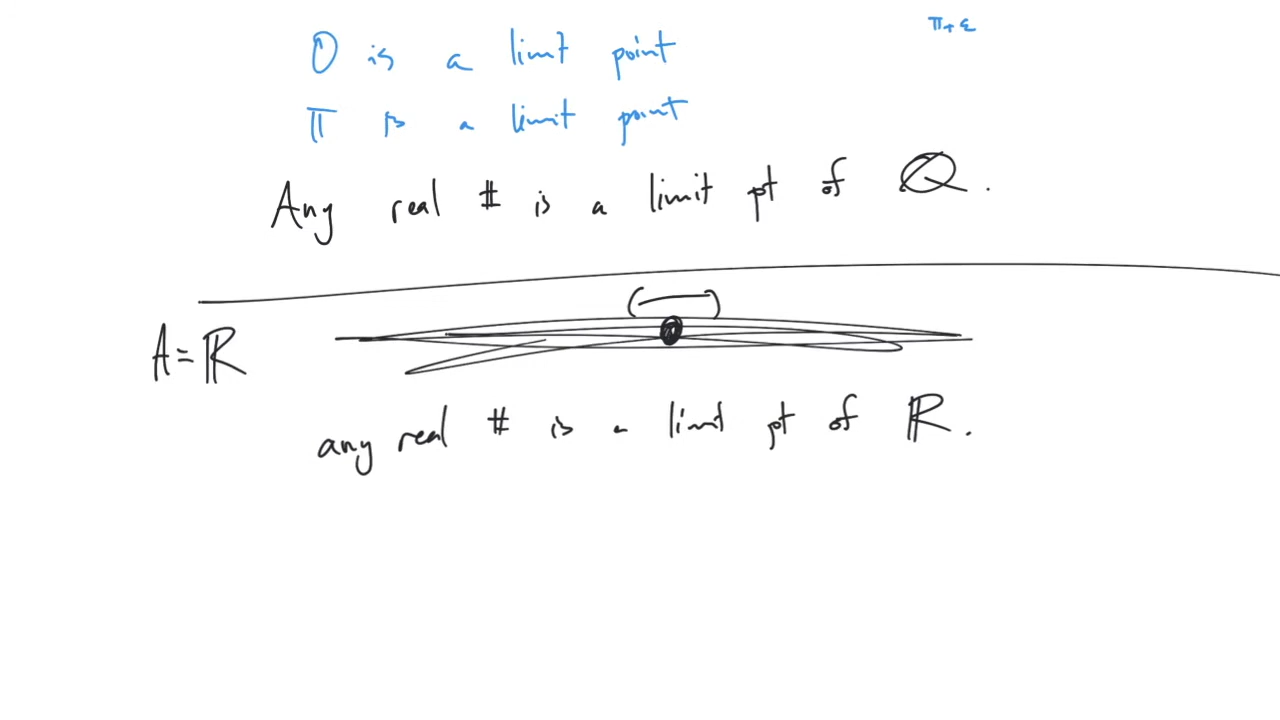 π+ε
0 is a limit point
π is a limit point
Any real # is a limit pt of ℚ.
A=ℝ
any real # is a limit pt of ℝ.